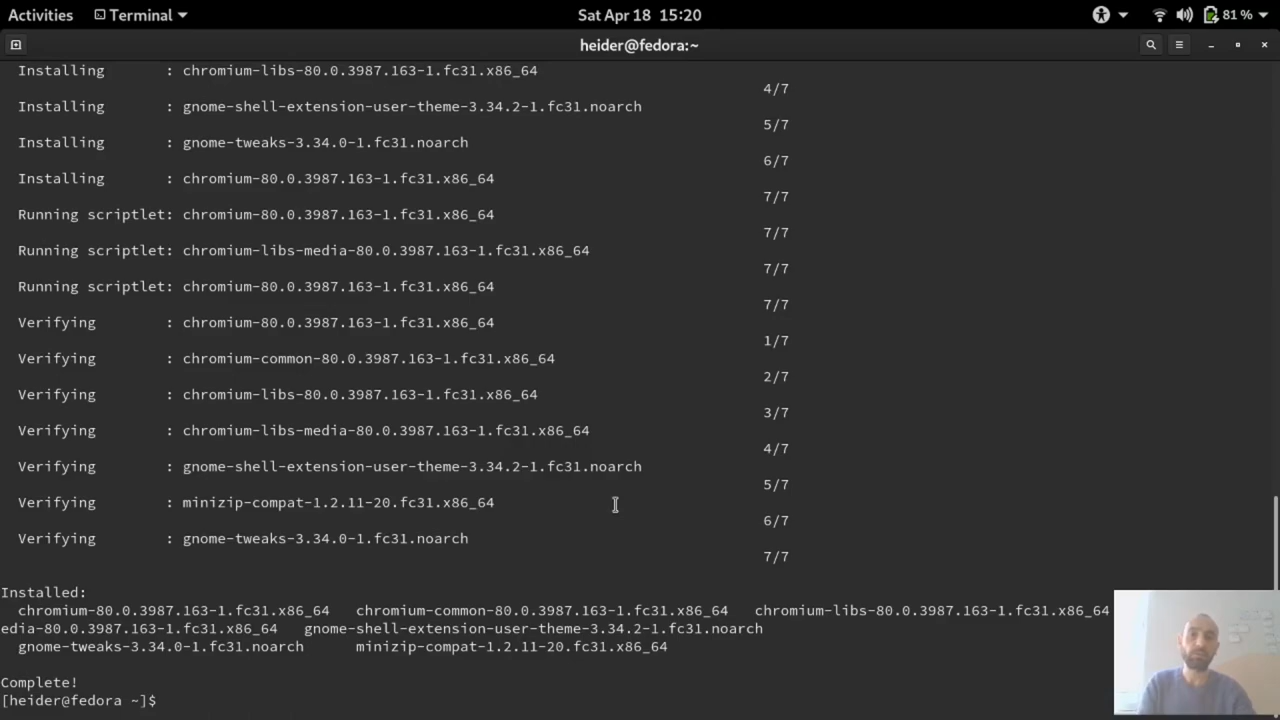 Activities Terminal Sat Apr 18 15:20 81 %
heider@fedora:~
Installing : chromium-libs-80.0.3987.163-1.fc31.x86_64
4/7
Installing : gnome-shell-extension-user-theme-3.34.2-1.fc31.noarch
5/7
Installing : gnome-tweaks-3.34.0-1.fc31.noarch
6/7
Installing : chromium-80.0.3987.163-1.fc31.x86_64
7/7
Running scriptlet: chromium-80.0.3987.163-1.fc31.x86_64
7/7
Running scriptlet: chromium-libs-media-80.0.3987.163-1.fc31.x86_64
7/7
Running scriptlet: chromium-80.0.3987.163-1.fc31.x86_64
7/7
Verifying : chromium-80.0.3987.163-1.fc31.x86_64
1/7
Verifying : chromium-common-80.0.3987.163-1.fc31.x86_64
2/7
Verifying : chromium-libs-80.0.3987.163-1.fc31.x86_64
3/7
Verifying : chromium-libs-media-80.0.3987.163-1.fc31.x86_64
4/7
Verifying : gnome-shell-extension-user-theme-3.34.2-1.fc31.noarch
5/7
Verifying : minizip-compat-1.2.11-20.fc31.x86_64
6/7
Verifying : gnome-tweaks-3.34.0-1.fc31.noarch
7/7
Installed:
chromium-80.0.3987.163-1.fc31.x86_64 chromium-common-80.0.3987.163-1.fc31.x86_64 chromium-libs-80.0.3987.163-1.fc31.x86_64
edia-80.0.3987.163-1.fc31.x86_64 gnome-shell-extension-user-theme-3.34.2-1.fc31.noarch
gnome-tweaks-3.34.0-1.fc31.noarch minizip-compat-1.2.11-20.fc31.x86_64
Complete!
[heider@fedora ~]$